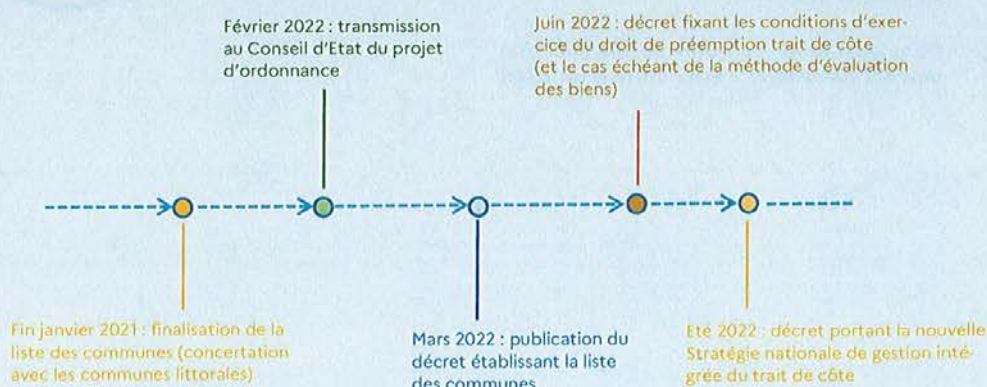 Février 2022 : transmission
au Conseil d'Etat du projet
d'ordonnance
Juin 2022 : décret fixant les conditions d'exer-
cice du droit de préemption trait de côte
(et le cas échéant de la méthode d'évaluation
des biens)
Fin janvier 2021 : finalisation de la
liste des communes (concertation
avec les communes littorales)
Mars 2022 : publication du
décret établissant la liste
des communes
Eté 2022 : décret portant la nouvelle
Stratégie nationale de gestion inté-
grée du trait de côte